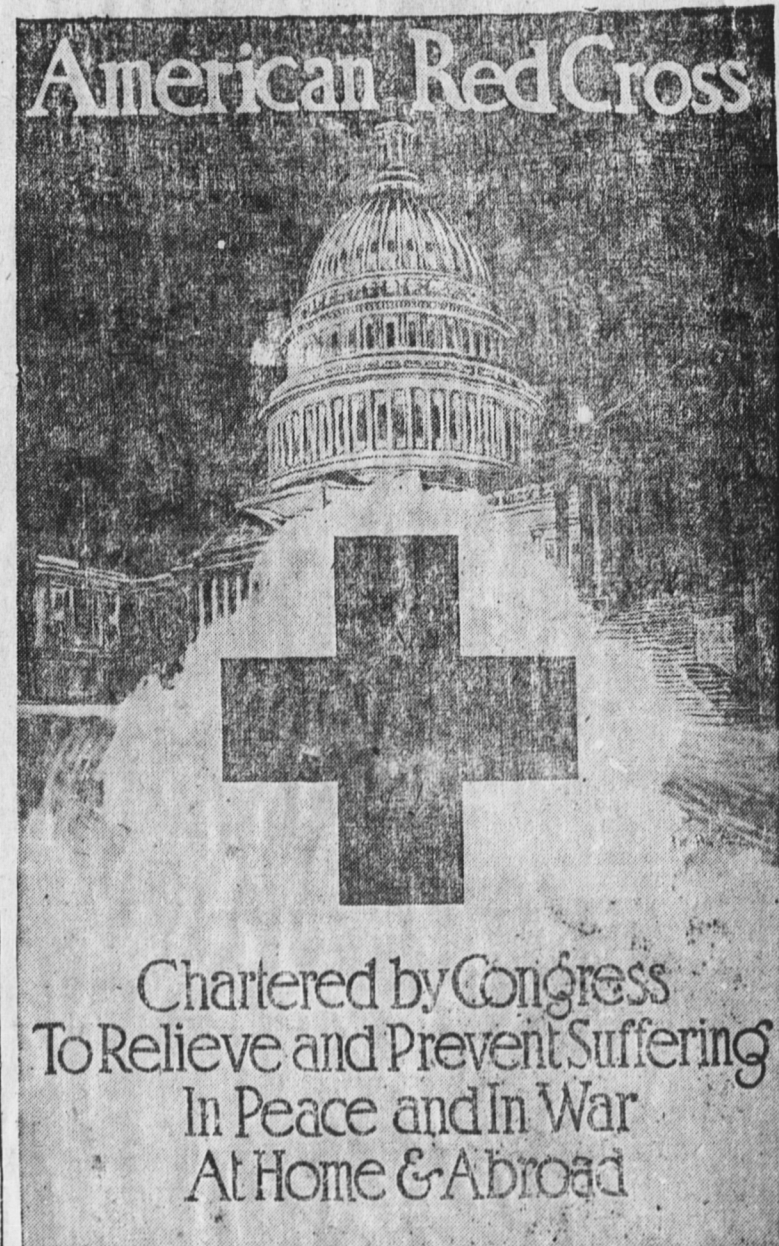 American Red Cross
Chartered by Congress
To Relieve and Prevent Suffering
In Peace and In War
At Home & Abroad